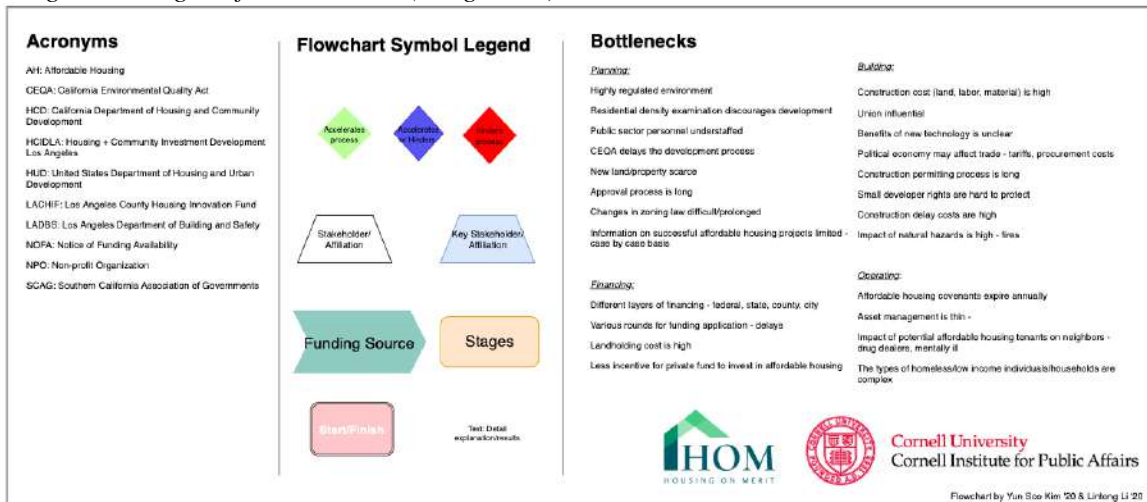 Acronyms
AH: Affordable Housing
CEQA: California Environmental Quality Act
HCD: California Department of Housing and Community
Development
HCIDLA: Housing + Community Investment Development
Los Angeles
HUD: United States Department of Housing and Urban
Development
LACHIF: Los Angeles County Housing Innovation Fund
LADBS: Los Angeles Department of Building and Safety
NOFA: Notice of Funding Availability
NPO: Non-profit Organization
SCAG: Southern California Association of Governments
Flowchart Symbol Legend
Accelerates
process
Accelerates
or Hinders
Hinders
process
Stakeholder/
Affiliation
Key Stakeholder/
Affiliation
Funding Source
Stages
Start/Finish
Text: Detail
explanation/results
Bottlenecks
Planning:
Highly regulated environment
Residential density examination discourages development
Public sector personnel understaffed
CEQA delays the development process
New land/property scarce
Approval process is long
Changes in zoning law difficult/prolonged
Information on successful affordable housing projects limited -
case by case basis
Financing:
Different layers of financing - federal, state, county, city
Various rounds for funding application - delays
Landholding cost is high
Less incentive for private fund to invest in affordable housing
Building:
Construction cost (land, labor, material) is high
Union influential
Benefits of new technology is unclear
Political economy may affect trade - tariffs, procurement costs
Construction permitting process is long
Small developer rights are hard to protect
Construction delay costs are high
Impact of natural hazards is high - fires
Operating:
Affordable housing covenants expire annually
Asset management is thin -
Impact of potential affordable housing tenants on neighbors -
drug dealers, mentally ill
The types of homeless/low income individuals/households are
complex
HOM
HOUSING ON MERIT
Cornell University
Cornell Institute for Public Affairs
Flowchart by Yun Soo Kim '20 & Lintong Li '20